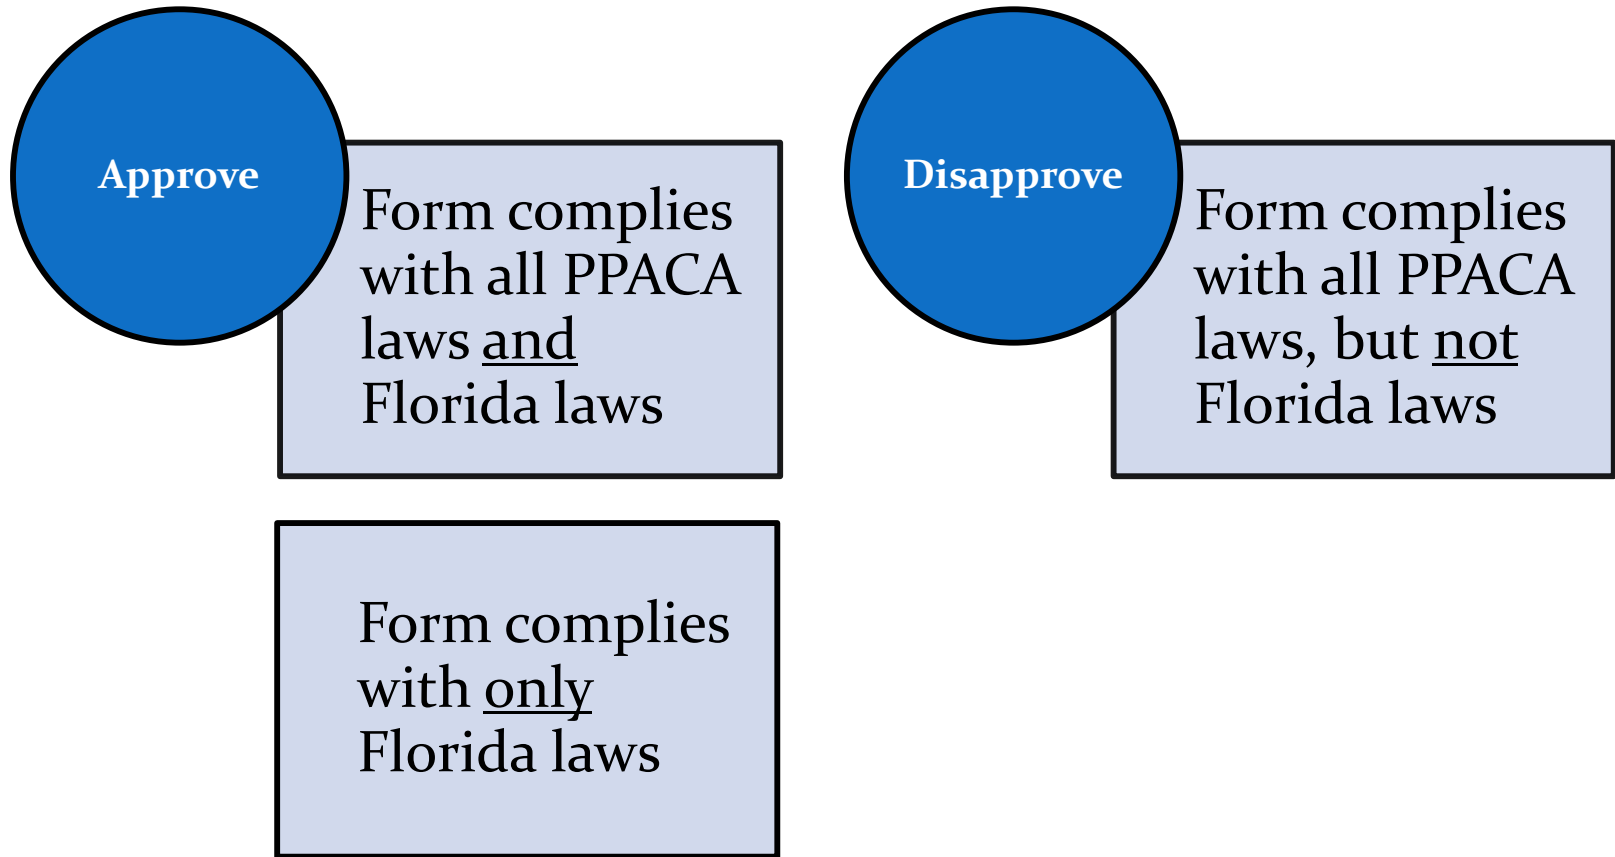 Approve
Form complies
with all PPACA
laws and
Florida laws
Form complies
with only
Florida laws
Disapprove
Form complies
with all PPACA
laws, but not
Florida laws